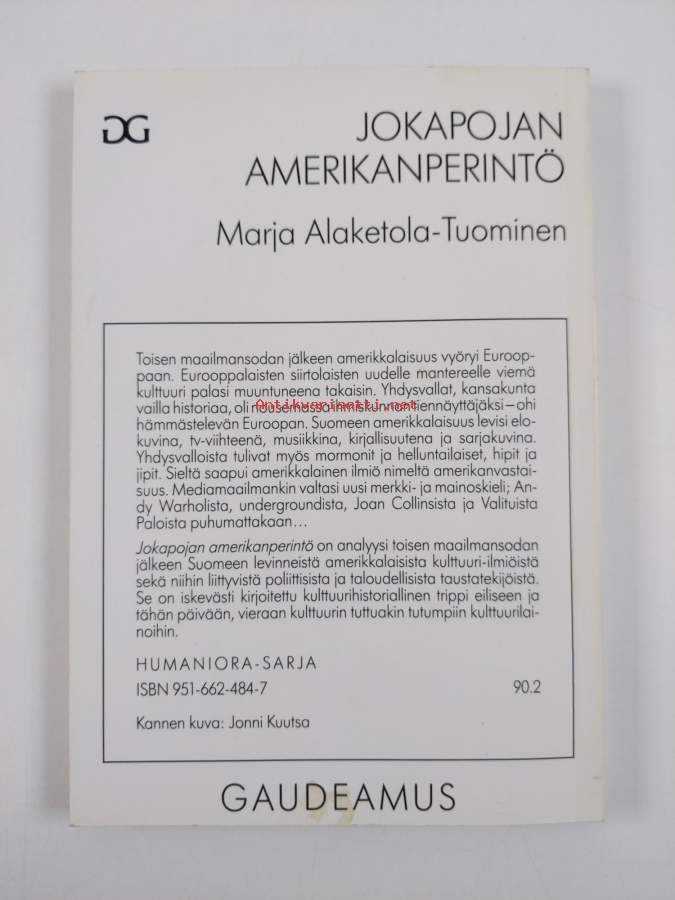 GG
JOKAPOJAN
AMERIKANPERINTÖ
Marja Alaketola-Tuominen
Toisen maailmansodan jälkeen amerikkalaisuus vyöryi Euroop-
paan. Eurooppalaisten siirtolaisten uudelle mantereelle viemä
kulttuuri palasi muuntuneena takaisin. Yhdysvallat, kansakunta
vailla historiaa, oli tiennäyttäjäksi – ohi
Antikvariaatti.net
hämmästelevän Euroopan. Suomeen amerikkalaisuus levisi elo-
kuvina, tv-viihteenä, musiikkina, kirjallisuutena ja sarjakuvina.
Yhdysvalloista tulivat myös mormonit ja helluntailaiset, hipit ja
jipit. Sieltä saapui amerikkalainen ilmiö nimeltä amerikanvastai-
suus. Mediamaailmankin valtasi uusi merkki- ja mainoskieli; An-
dy Warholista, undergroundista, Joan Collinsista ja Valituista
Paloista puhumattakaan...
Jokapojan amerikanperintö on analyysi toisen maailmansodan
jälkeen Suomeen levinneistä amerikkalaisista kulttuuri-ilmiöistä
sekä niihin liittyvistä poliittisista ja taloudellisista taustatekijöistä.
Se on iskevästi kirjoitettu kulttuurihistoriallinen trippi eiliseen ja
tähän päivään, vieraan kulttuurin tuttuakin tutumpiin kulttuurilai-
noihin.
HUMANIORA-SARJA
ISBN 951-662-484-7 90.2
Kannen kuva: Jonni Kuutsa
GAUDEAMUS